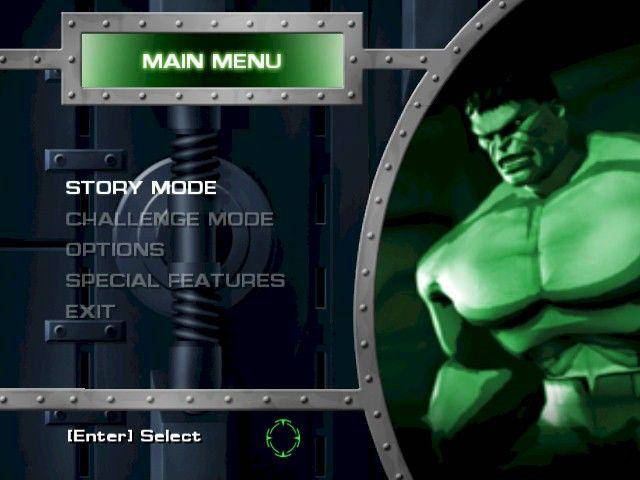 MAIN MENU
STORY MODE
CHALLENGE MODE
OPTIONS
SPECIAL FEATURES
EXIT
[Enter] Select